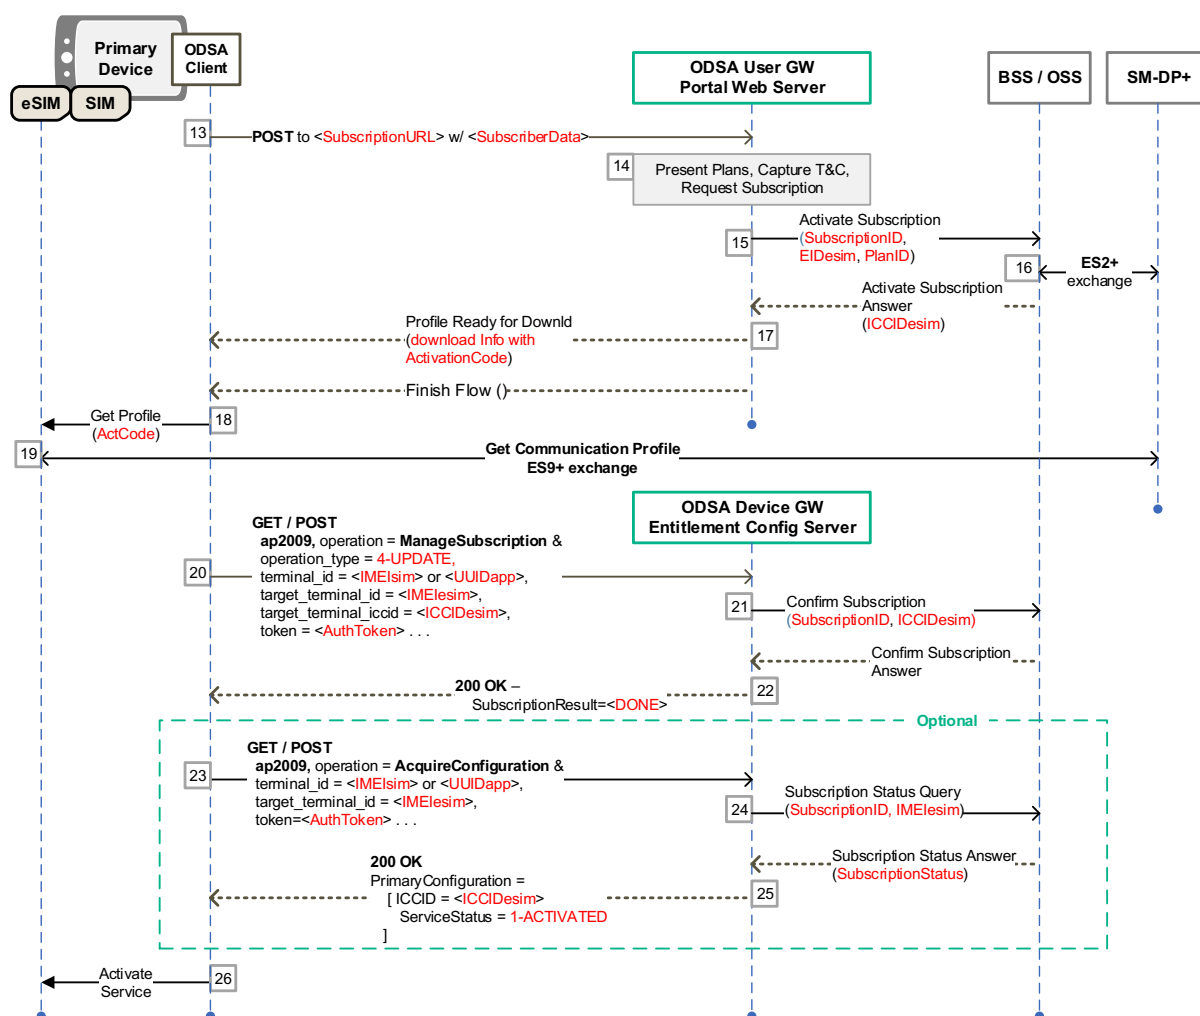 Primary
Device
ODSA
Client
eSIM
SIM
ODSA User GW
Portal Web Server
BSS / OSS
SM-DP+
13
POST to <SubscriptionURL> w/ <SubscriberData>
14
Present Plans, Capture T&C,
Request Subscription
15
Activate Subscription
(SubscriptionID,
EIDesim, PlanID)
16
ES2+
exchange
Activate Subscription
Answer
(ICCIDesim)
17
Profile Ready for Downld
(download Info with
ActivationCode)
Finish Flow ()
18
Get Profile
(ActCode)
19
Get Communication Profile
ES9+ exchange
ODSA Device GW
Entitlement Config Server
20
GET / POST
ap2009, operation = ManageSubscription &
operation_type = 4-UPDATE,
terminal_id = <IMEIsim> or <UUIDapp>,
target_terminal_id = <IMEIesim>,
target_terminal_iccid = <ICCIDesim>,
token = <AuthToken> . . .
21
Confirm Subscription
(SubscriptionID, ICCIDesim)
Confirm Subscription
Answer
22
200 OK –
SubscriptionResult=<DONE>
Optional
23
GET / POST
ap2009, operation = AcquireConfiguration &
terminal_id = <IMEIsim> or <UUIDapp>,
target_terminal_id = <IMEIesim>,
token=<AuthToken> . . .
24
Subscription Status Query
(SubscriptionID, IMEIesim)
Subscription Status Answer
(SubscriptionStatus)
25
200 OK
PrimaryConfiguration =
[ ICCID = <ICCIDesim>
ServiceStatus = 1-ACTIVATED
]
26
Activate
Service